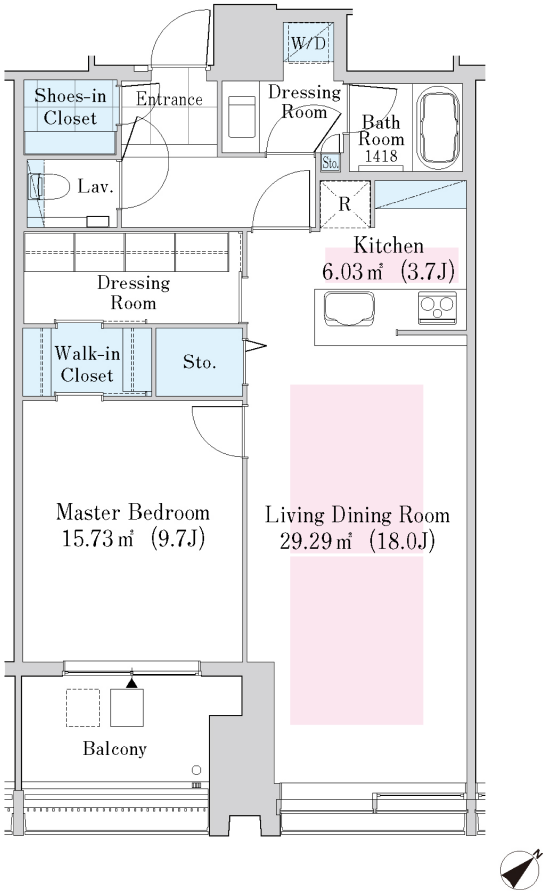 W/D
Shoes-in
Closet
Entrance
Dressing
Room
Bath
Room
1418
Sto.
Lav.
R
Kitchen
6.03㎡ (3.7J)
Dressing
Room
Walk-in
Closet
Sto.
Master Bedroom
15.73㎡ (9.7J)
Living Dining Room
29.29㎡ (18.0J)
Balcony
N